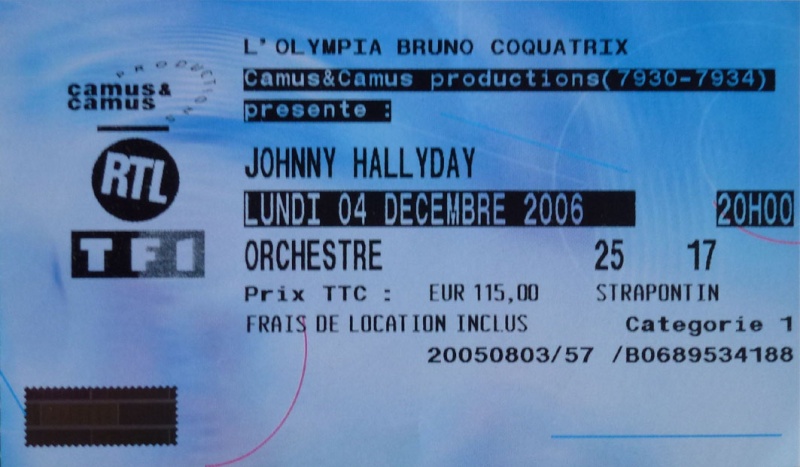 L'OLYMPIA BRUNO COQUATRIX
Camus&Camus productions(7930-7934)
presente :
PRODUCTIONS
camus&
camus
RTL
TF1
JOHNNY HALLYDAY
LUNDI 04 DECEMBRE 2006 20H00
ORCHESTRE 25 17
Prix TTC : EUR 115,00 STRAPONTIN
FRAIS DE LOCATION INCLUS Categorie 1
20050803/57 /B0689534188